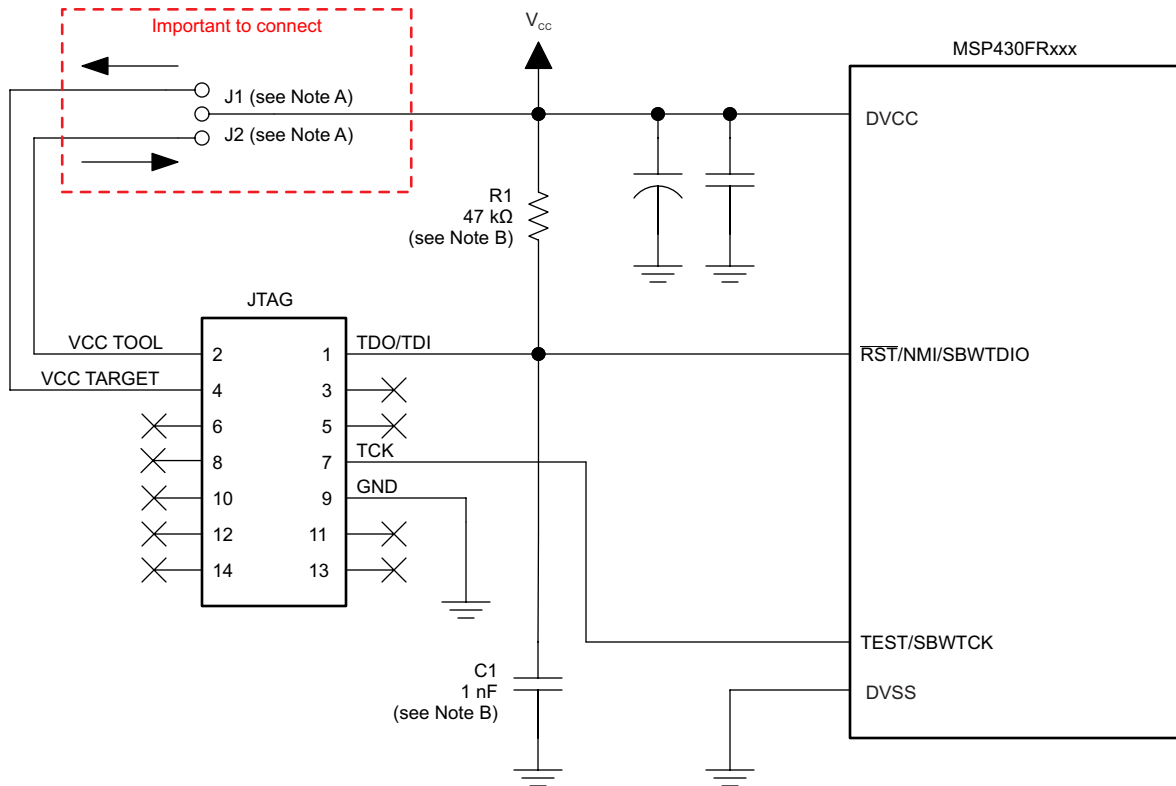 Important to connect
J1 (see Note A)
J2 (see Note A)
Vcc
MSP430FRxxx
DVCC
R1
47 kΩ
(see Note B)
JTAG
VCC TOOL
2
1
TDO/TDI
RST/NMI/SBWTDIO
VCC TARGET
4
3
6
5
8
7
TCK
10
9
GND
12
11
14
13
TEST/SBWTCK
C1
1 nF
(see Note B)
DVSS